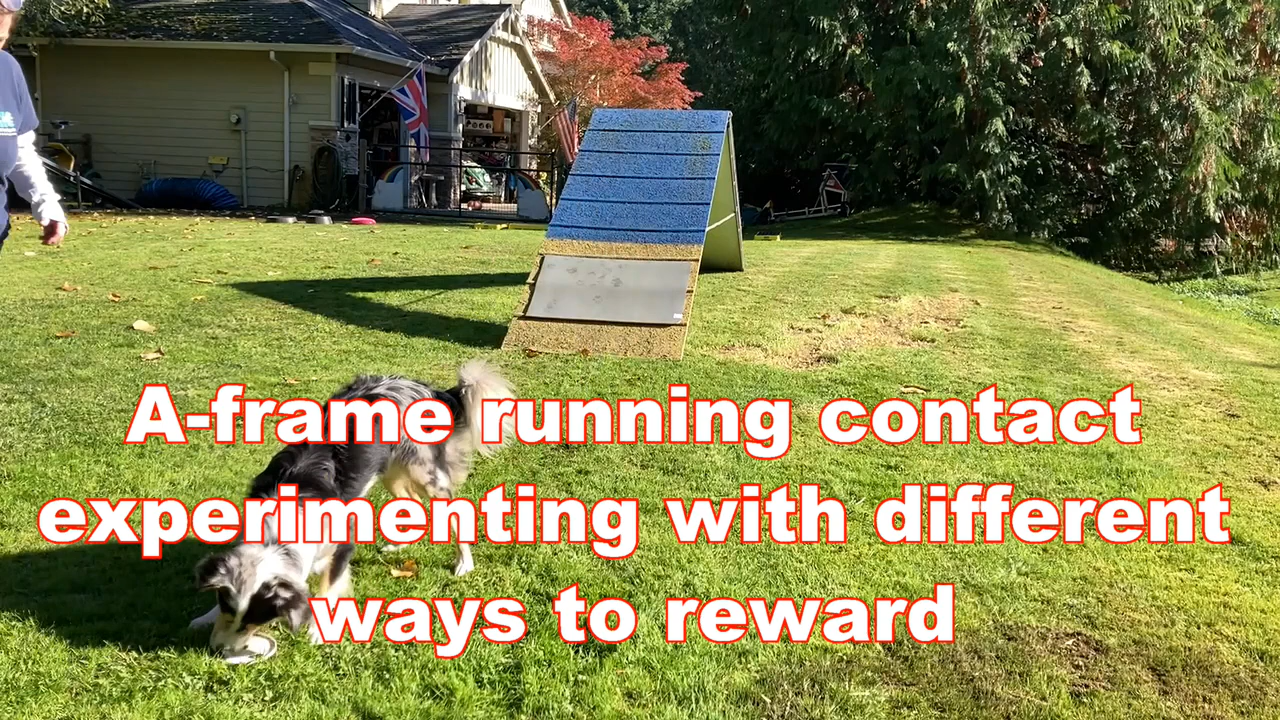 A-frame running contact
experimenting with different
ways to reward